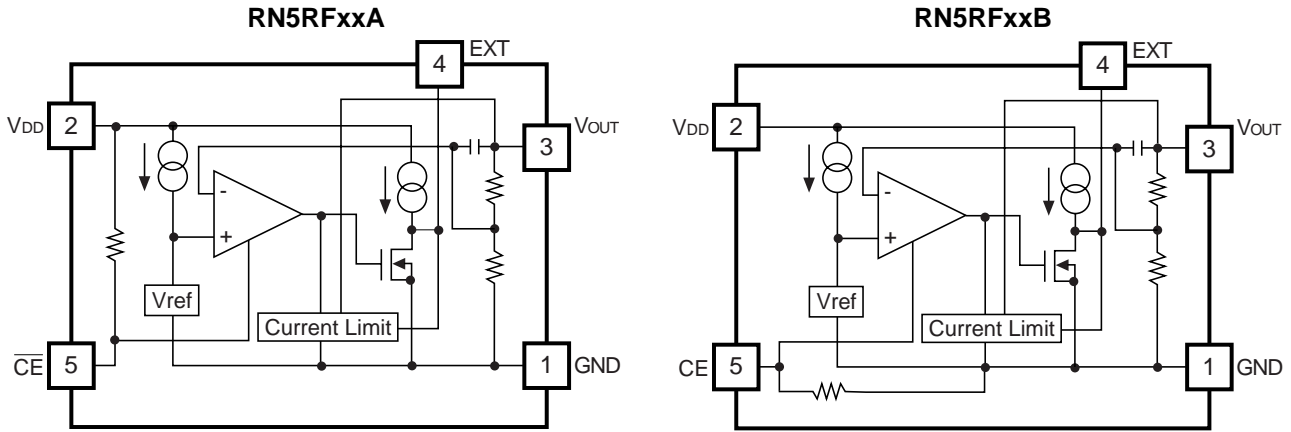 RN5RFxxA
4 EXT
VDD 2
VOUT
3
-
+
Vref
Current Limit
CE 5
1 GND
RN5RFxxB
4 EXT
VDD 2
VOUT
3
-
+
Vref
Current Limit
CE 5
1 GND